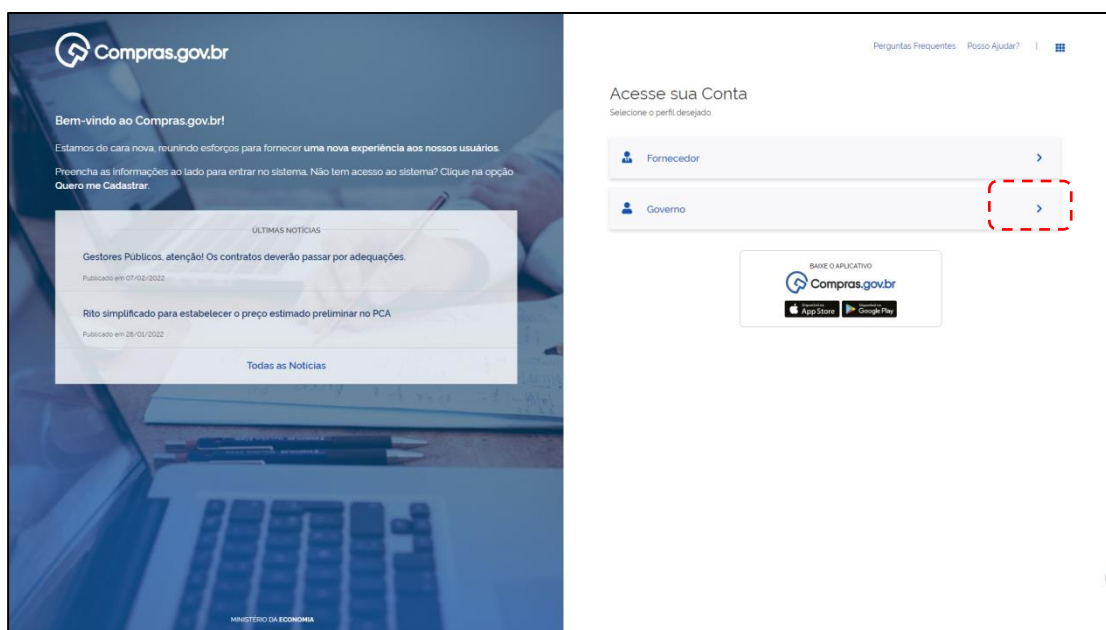 Compras.gov.br
Bem-vindo ao Compras.gov.br!
Estamos de cara nova, reunindo esforços para fornecer uma nova experiência aos nossos usuários.
Preencha as informações ao lado para entrar no sistema. Não tem acesso ao sistema? Clique na opção
Quero me Cadastrar.
ÚLTIMAS NOTÍCIAS
Gestores Públicos, atenção! Os contratos deverão passar por adequações.
Publicado em 07/02/2022
Rito simplificado para estabelecer o preço estimado preliminar no PCA
Publicado em 28/01/2022
Todas as Notícias
MINISTÉRIO DA ECONOMIA
Perguntas Frequentes Posso Ajudar? |
Acesse sua Conta
Selecione o perfil desejado.
Fornecedor
Governo
BAIXE O APLICATIVO
Compras.gov.br
Disponível na App Store
Disponível no Google Play